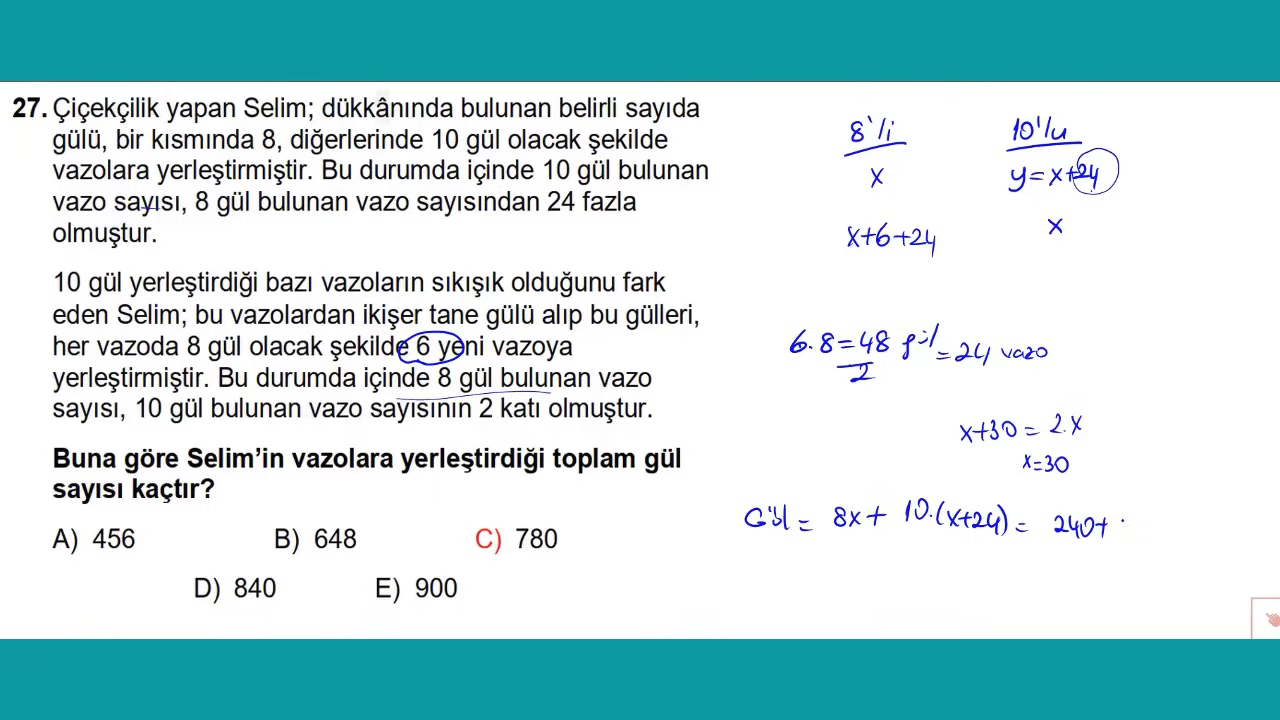 27. Çiçekçilik yapan Selim; dükkânında bulunan belirli sayıda
gülü, bir kısmında 8, diğerlerinde 10 gül olacak şekilde
vazolara yerleştirmiştir. Bu durumda içinde 10 gül bulunan
vazo sayısı, 8 gül bulunan vazo sayısından 24 fazla
olmuştur.
10 gül yerleştirdiği bazı vazoların sıkışık olduğunu fark
eden Selim; bu vazolardan ikişer tane gülü alıp bu gülleri,
her vazoda 8 gül olacak şekilde 6 yeni vazoya
yerleştirmiştir. Bu durumda içinde 8 gül bulunan vazo
sayısı, 10 gül bulunan vazo sayısının 2 katı olmuştur.
Buna göre Selim'in vazolara yerleştirdiği toplam gül
sayısı kaçtır?
A) 456 B) 648 C) 780
D) 840 E) 900
8'li 10'lu
x y=x+24
x+6+24 x
6.8=48 gül =24 vazo
2
x+30=2.x
x=30
Gül = 8x+ 10.(x+24) = 240+